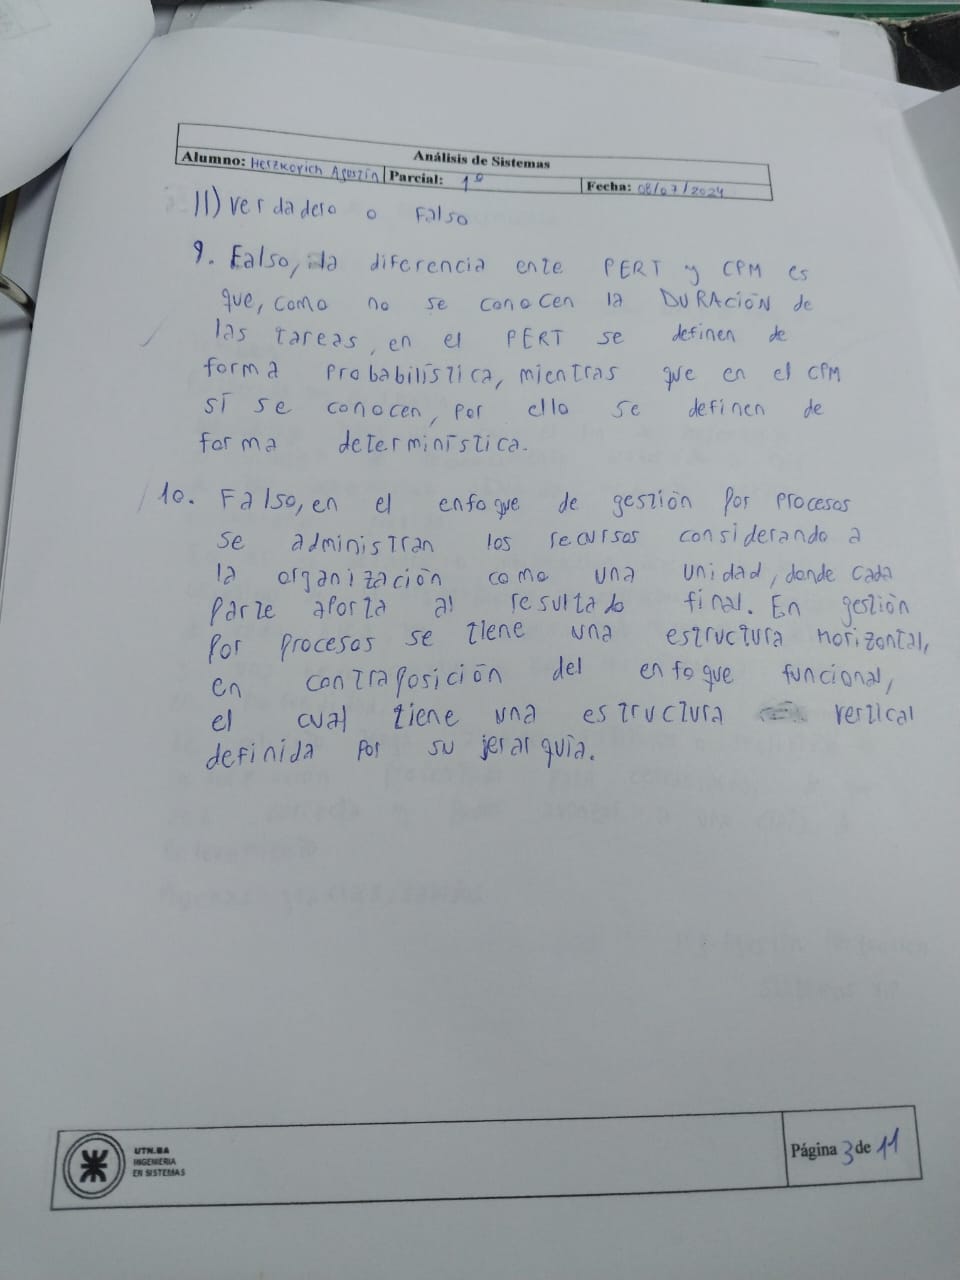 Análisis de Sistemas
Alumno: Heszkovich Agustín Parcial: 1º Fecha: 08/07/2024
II) Verdadero o Falso
9. Falso, la diferencia ente PERT y CPM es
que, como no se conocen la DURACIÓN de
las tareas, en el PERT se definen de
forma probabilística, mientras que en el CPM
sí se conocen, por ello se definen de
forma determinística.
10. Falso, en el enfoque de gestión por procesos
se administran los recursos considerando a
la organización como una unidad, donde cada
parte aporta al resultado final. En gestión
por procesos se tiene una estructura horizontal,
en contraposición del enfoque funcional,
el cual tiene una estructura vertical
definida por su jerarquía.
UTN.BA
INGENIERIA
EN SISTEMAS
Página 3 de 11